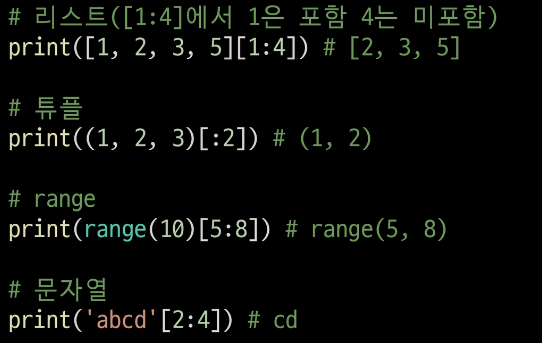 # 리스트([1:4]에서 1은 포함 4는 미포함)
print([1, 2, 3, 5][1:4]) # [2, 3, 5]
# 튜플
print((1, 2, 3)[:2]) # (1, 2)
# range
print(range(10)[5:8]) # range(5, 8)
# 문자열
print('abcd'[2:4]) # cd